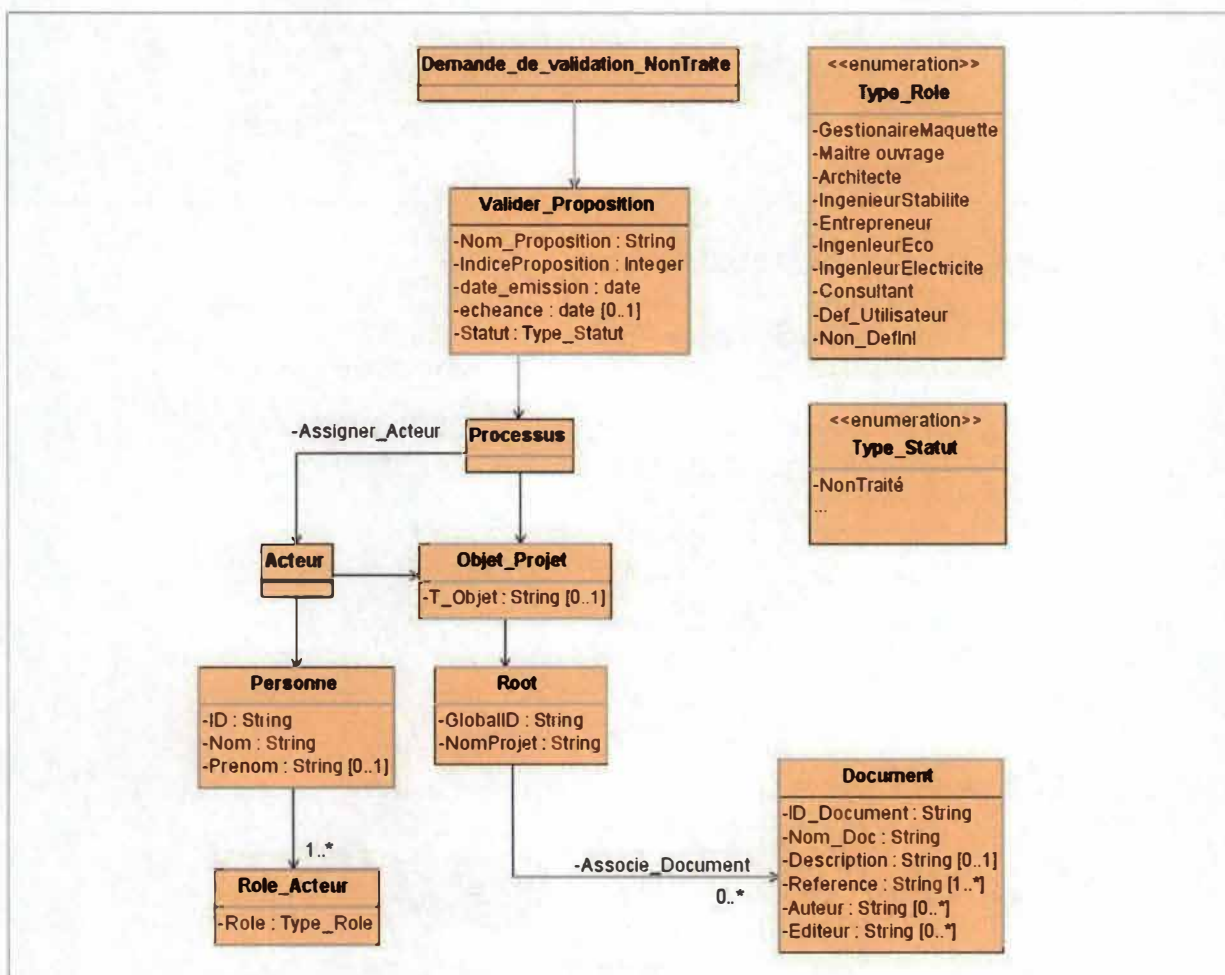 Demande_de_validation_NonTraite
<<enumeration>>
Type_Role
-GestionaireMaquette
-Maitre ouvrage
-Architecte
-IngenieurStabilite
-Entrepreneur
-IngenieurEco
-IngenieurElectricite
-Consultant
-Def_Utilisateur
-Non_Defini
Valider_Proposition
-Nom_Proposition : String
-IndiceProposition : Integer
-date_emission : date
-echeance : date [0..1]
-Statut : Type_Statut
<<enumeration>>
Type_Statut
-NonTraité
...
-Assigner_Acteur
Processus
Acteur
Objet_Projet
-T_Objet : String [0..1]
Personne
-ID : String
-Nom : String
-Prenom : String [0..1]
Root
-GlobalID : String
-NomProjet : String
1..*
Role_Acteur
-Role : Type_Role
-Associe_Document
0..*
Document
-ID_Document : String
-Nom_Doc : String
-Description : String [0..1]
-Reference : String [1..*]
-Auteur : String [0..*]
-Editeur : String [0..*]